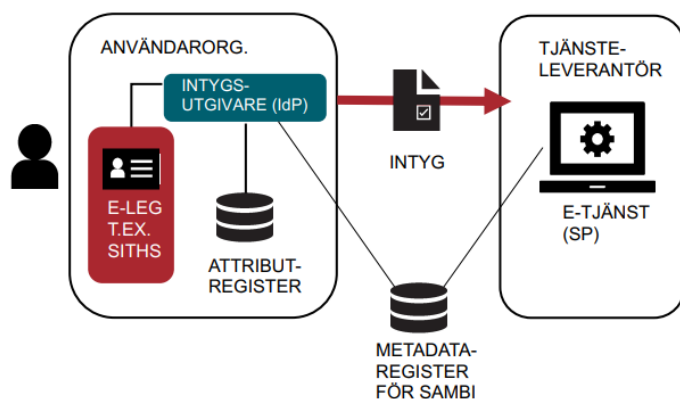 ANVÄNDARORG.
INTYGS-
UTGIVARE (IdP)
E-LEG
T.EX.
SITHS
ATTRIBUT-
REGISTER
INTYG
TJÄNSTE-
LEVERANTÖR
E-TJÄNST
(SP)
METADATA-
REGISTER
FÖR SAMBI